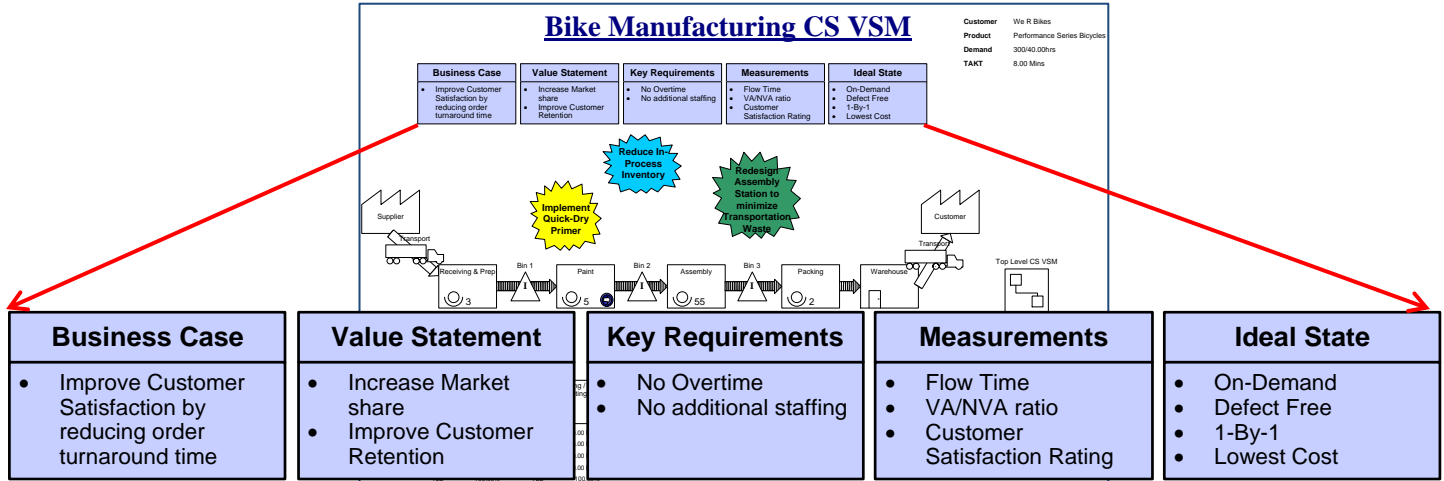 Bike Manufacturing CS VSM
Customer We R Bikes
Product Performance Series Bicycles
Demand 300/40.00hrs
TAKT 8.00 Mins
Business Case
• Improve Customer
Satisfaction by
reducing order
turnaround time
Value Statement
• Increase Market
share
• Improve Customer
Retention
Key Requirements
• No Overtime
• No additional staffing
Measurements
• Flow Time
• VA/NVA ratio
• Customer
Satisfaction Rating
Ideal State
• On-Demand
• Defect Free
• 1-By-1
• Lowest Cost
Reduce In-
Process
Inventory
Redesign
Assembly
Station to
minimize
Transportation
Waste
Implement
Quick-Dry
Primer
Supplier
Transport
Customer
Transport
Receiving & Prep
3
Bin 1
I
Paint
5
Bin 2
I
Assembly
55
Bin 3
I
Packing
2
Warehouse
Top Level CS VSM
Business Case
• Improve Customer
Satisfaction by
reducing order
turnaround time
Value Statement
• Increase Market
share
• Improve Customer
Retention
Key Requirements
• No Overtime
• No additional staffing
Measurements
• Flow Time
• VA/NVA ratio
• Customer
Satisfaction Rating
Ideal State
• On-Demand
• Defect Free
• 1-By-1
• Lowest Cost